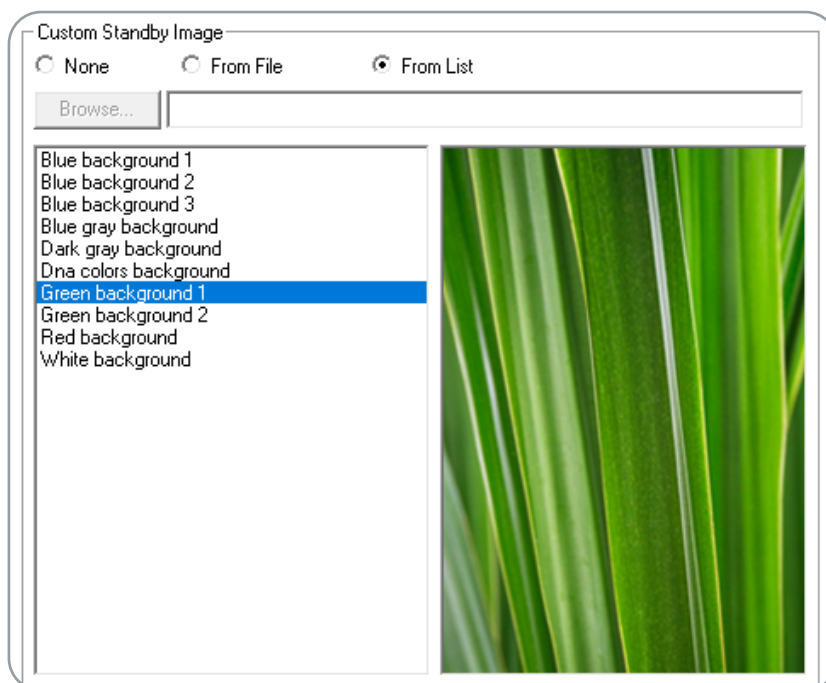 Custom Standby Image
None From File From List
Browse...
Blue background 1
Blue background 2
Blue background 3
Blue gray background
Dark gray background
Dna colors background
Green background 1
Green background 2
Red background
White background